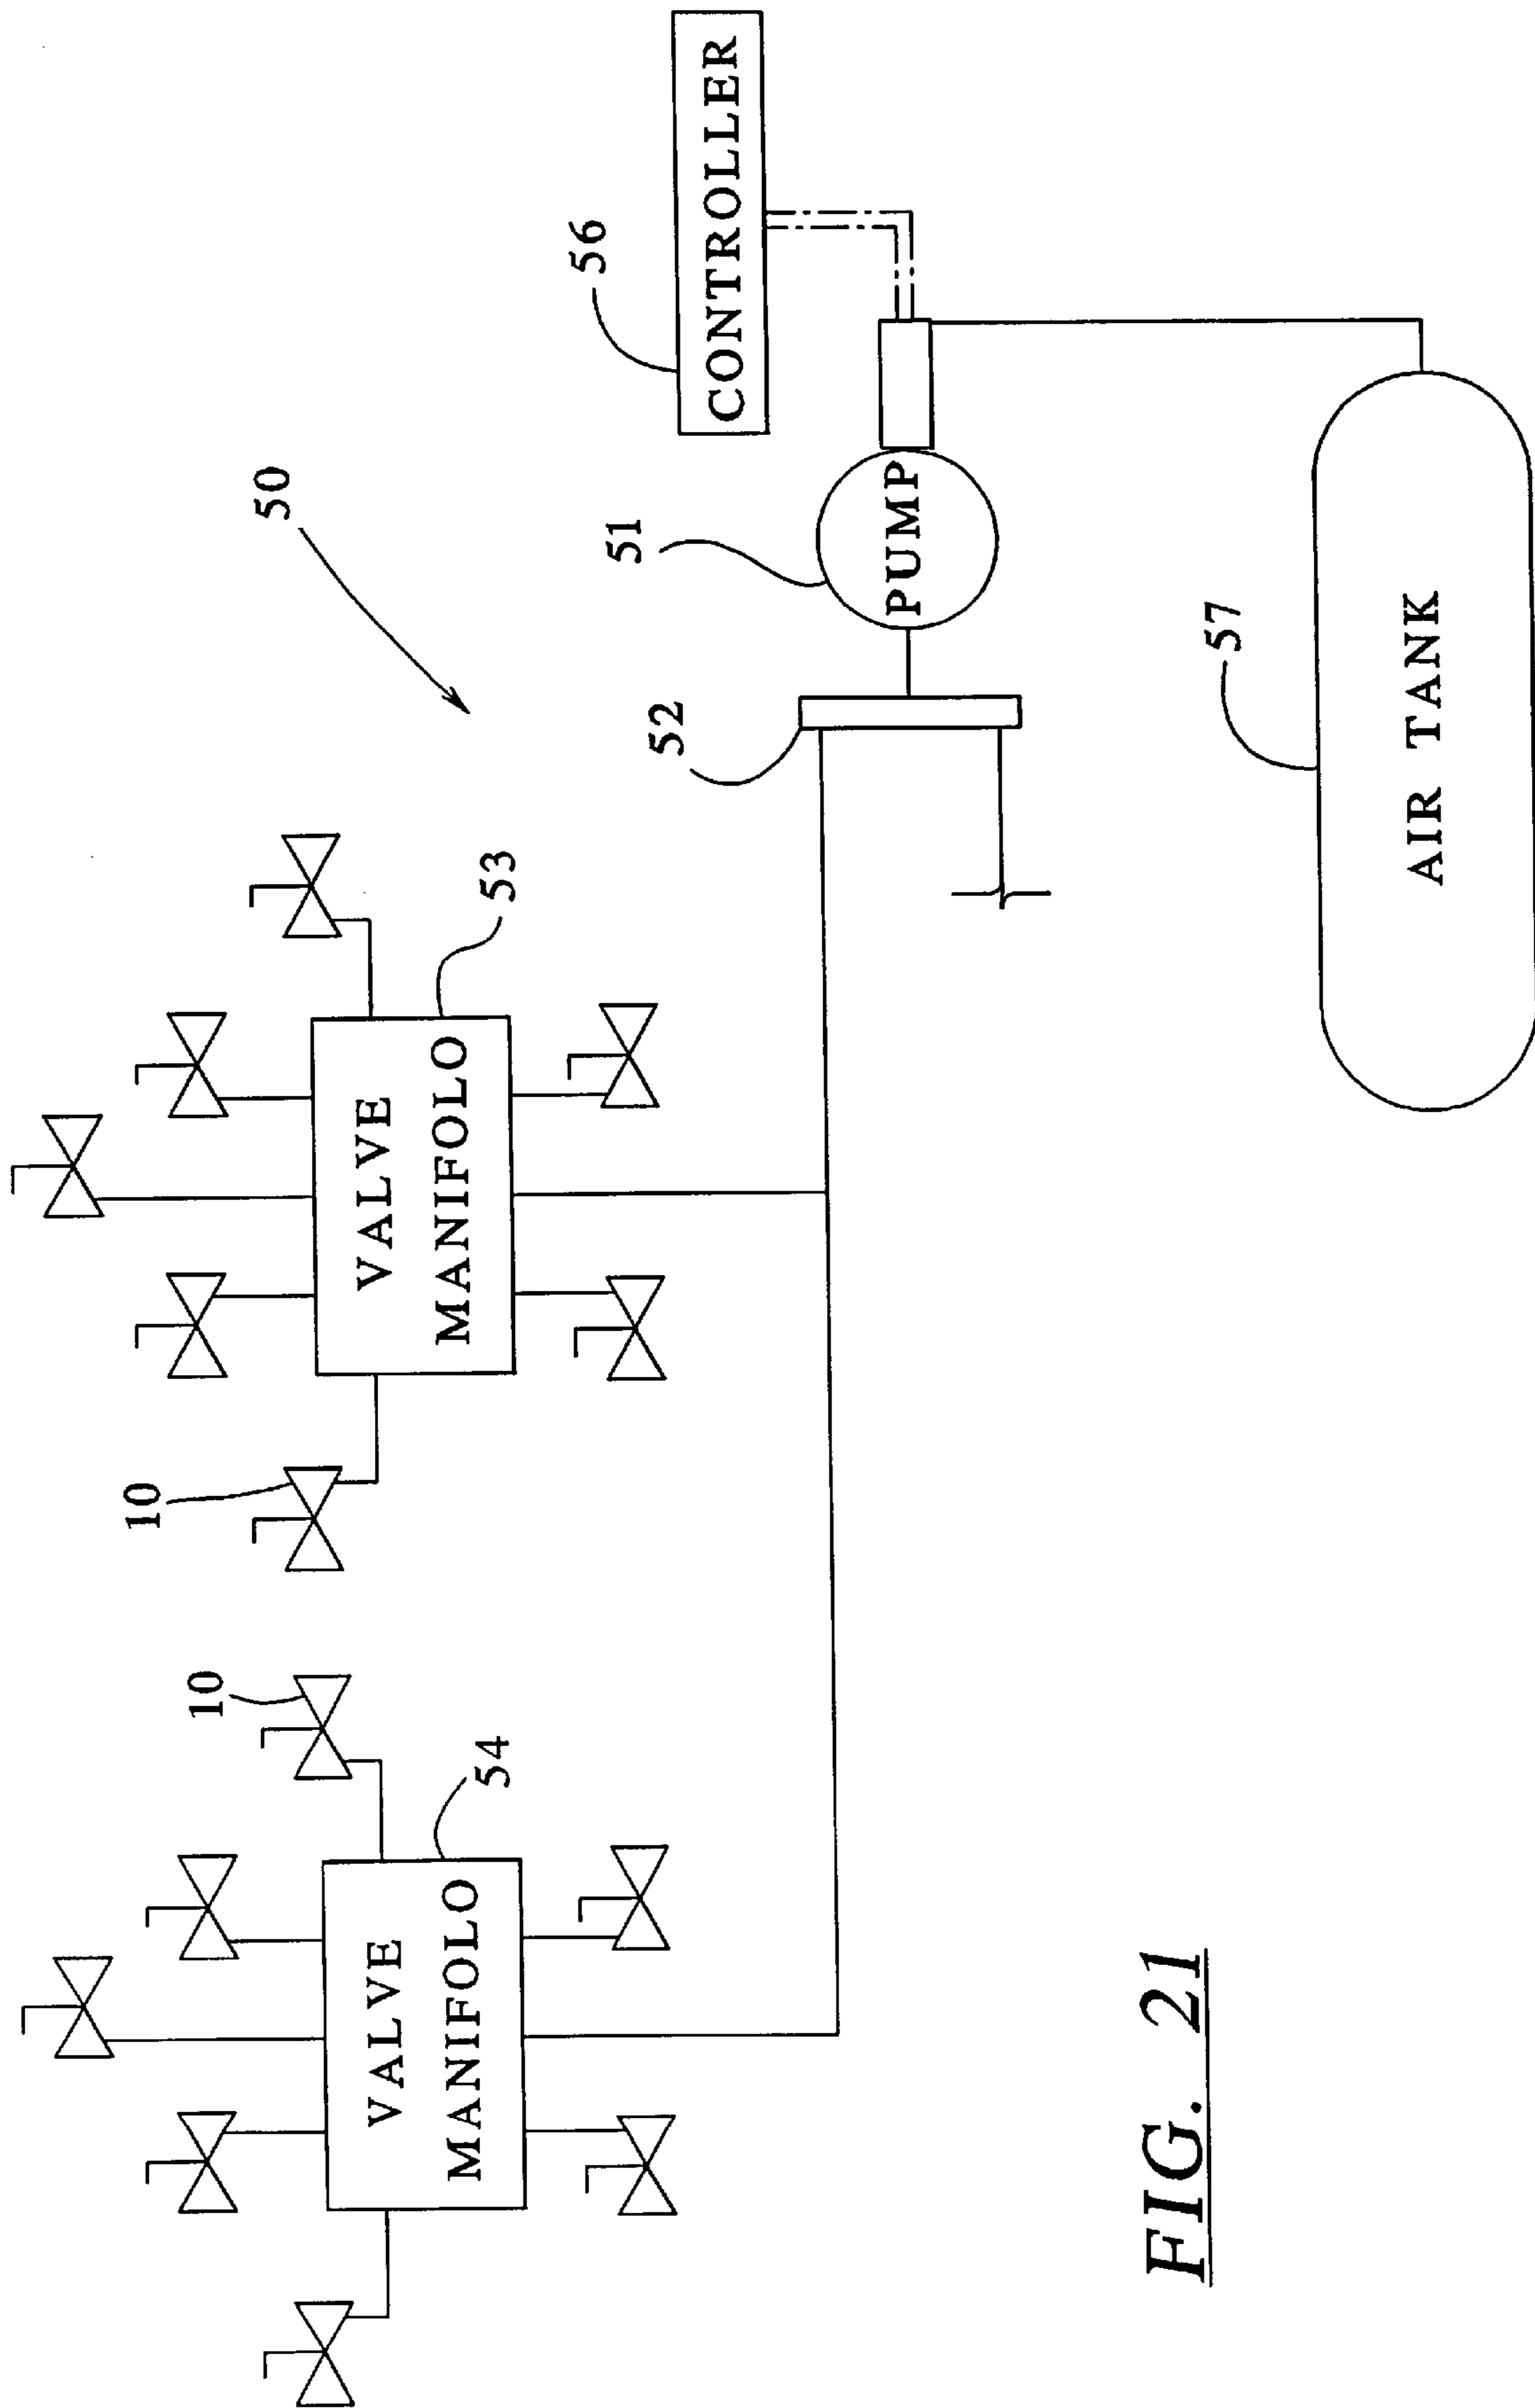 50
10
10
53
54
VALVE
MANIFOLO
VALVE
MANIFOLO
56
CONTROLLER
51
52
PUMP
57
AIR TANK
FIG. 21